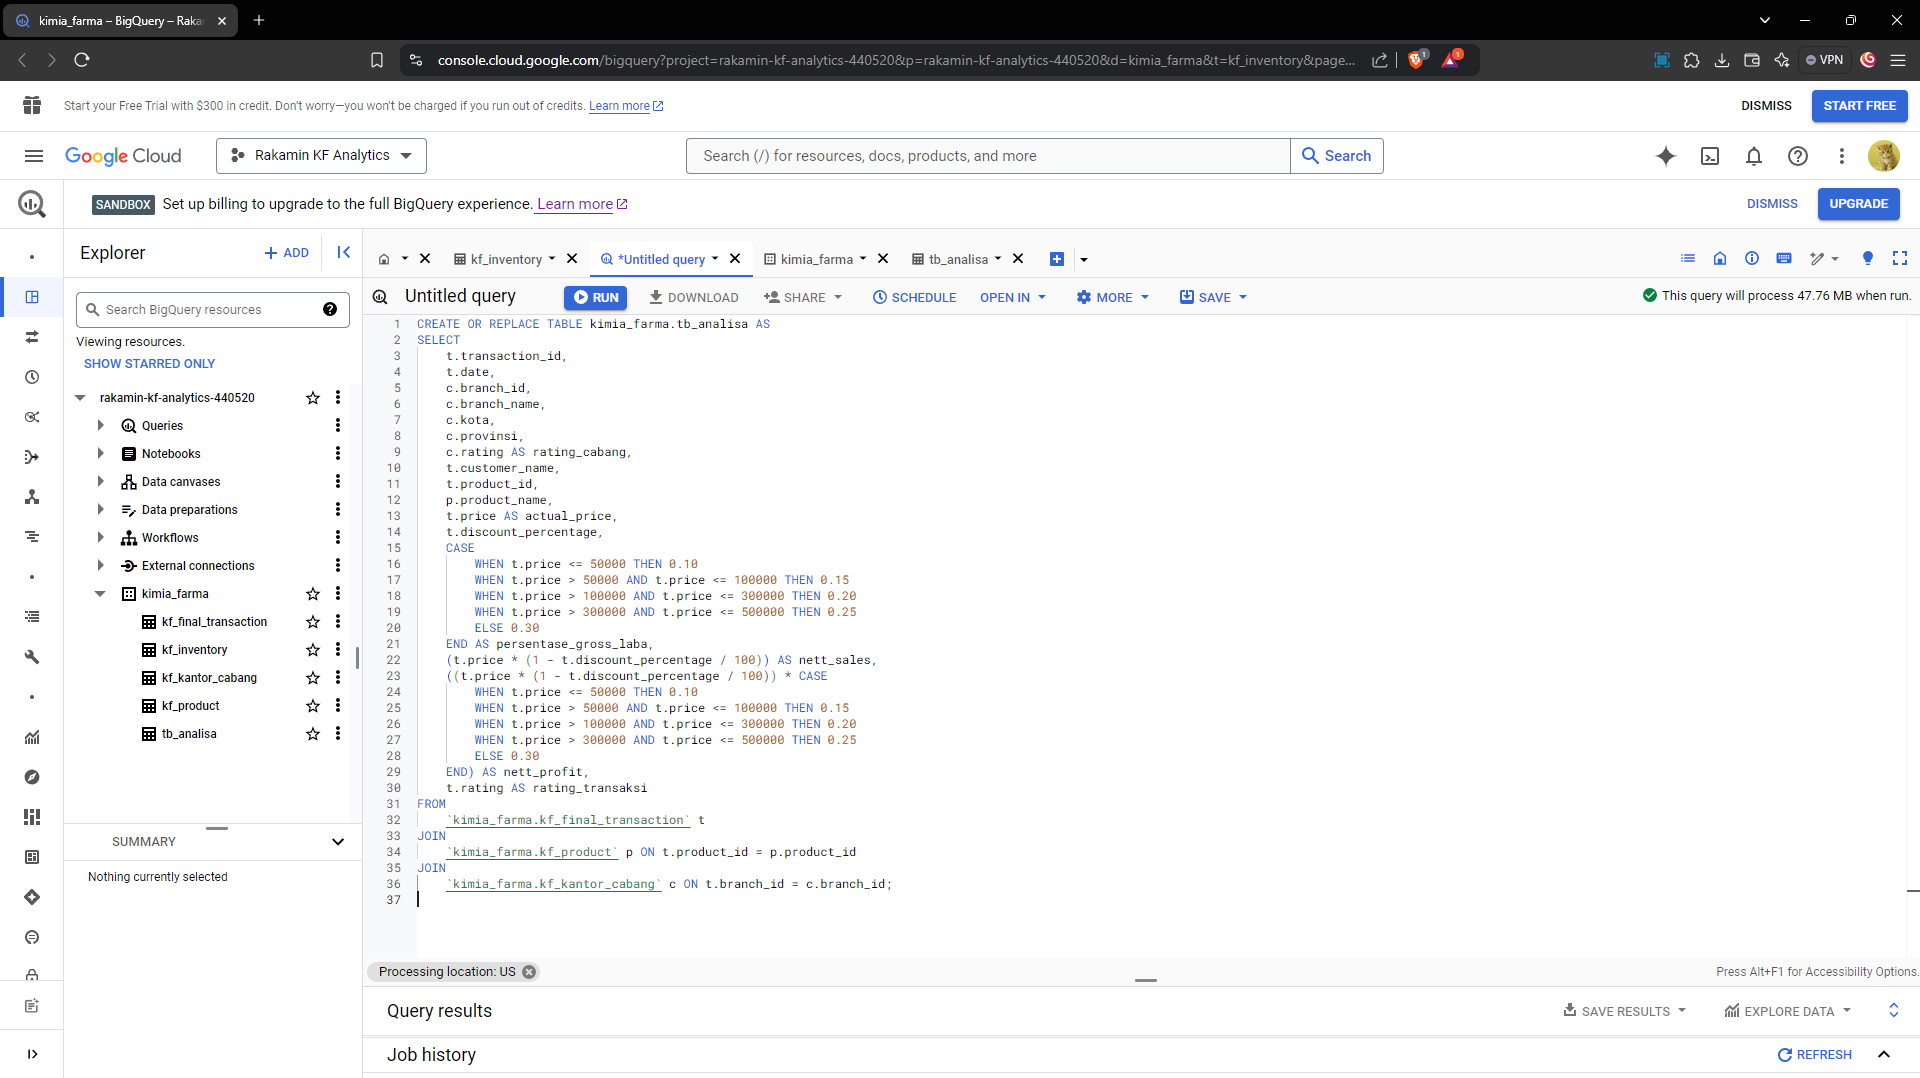 kimia_farma – BigQuery – Raka
console.cloud.google.com/bigquery?project=rakamin-kf-analytics-440520&p=rakamin-kf-analytics-440520&d=kimia_farma&t=kf_inventory&page...
1
1
VPN
Start your Free Trial with $300 in credit. Don't worry—you won't be charged if you run out of credits. Learn more
DISMISS
START FREE
Google Cloud
Rakamin KF Analytics
Search (/) for resources, docs, products, and more
Search
SANDBOX Set up billing to upgrade to the full BigQuery experience. Learn more
DISMISS
UPGRADE
Explorer
+ ADD
Search BigQuery resources
Viewing resources.
SHOW STARRED ONLY
rakamin-kf-analytics-440520
Queries
Notebooks
Data canvases
Data preparations
Workflows
External connections
kimia_farma
kf_final_transaction
kf_inventory
kf_kantor_cabang
kf_product
tb_analisa
SUMMARY
Nothing currently selected
kf_inventory
*Untitled query
kimia_farma
tb_analisa
Untitled query
RUN
DOWNLOAD
SHARE
SCHEDULE
OPEN IN
MORE
SAVE
This query will process 47.76 MB when run.
1 CREATE OR REPLACE TABLE kimia_farma.tb_analisa AS
2 SELECT
3 t.transaction_id,
4 t.date,
5 c.branch_id,
6 c.branch_name,
7 c.kota,
8 c.provinsi,
9 c.rating AS rating_cabang,
10 t.customer_name,
11 t.product_id,
12 p.product_name,
13 t.price AS actual_price,
14 t.discount_percentage,
15 CASE
16 WHEN t.price <= 50000 THEN 0.10
17 WHEN t.price > 50000 AND t.price <= 100000 THEN 0.15
18 WHEN t.price > 100000 AND t.price <= 300000 THEN 0.20
19 WHEN t.price > 300000 AND t.price <= 500000 THEN 0.25
20 ELSE 0.30
21 END AS persentase_gross_laba,
22 (t.price * (1 - t.discount_percentage / 100)) AS nett_sales,
23 ((t.price * (1 - t.discount_percentage / 100)) * CASE
24 WHEN t.price <= 50000 THEN 0.10
25 WHEN t.price > 50000 AND t.price <= 100000 THEN 0.15
26 WHEN t.price > 100000 AND t.price <= 300000 THEN 0.20
27 WHEN t.price > 300000 AND t.price <= 500000 THEN 0.25
28 ELSE 0.30
29 END) AS nett_profit,
30 t.rating AS rating_transaksi
31 FROM
32 `kimia_farma.kf_final_transaction` t
33 JOIN
34 `kimia_farma.kf_product` p ON t.product_id = p.product_id
35 JOIN
36 `kimia_farma.kf_kantor_cabang` c ON t.branch_id = c.branch_id;
37
Processing location: US
Press Alt+F1 for Accessibility Options.
Query results
SAVE RESULTS
EXPLORE DATA
Job history
REFRESH